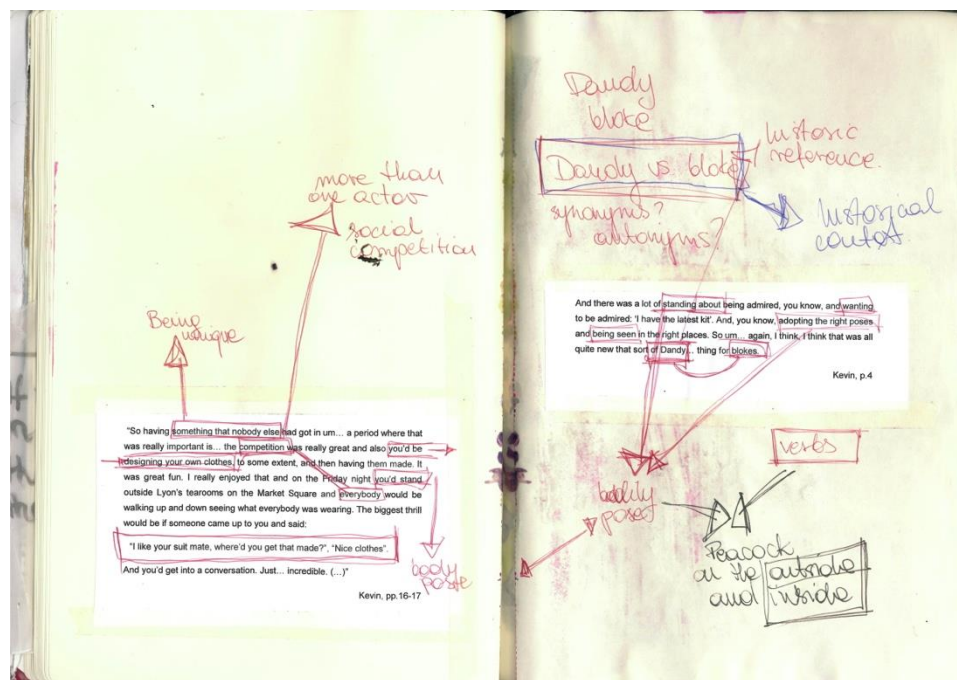 more than
one actor
social
competition
Being
unique
"So having something that nobody else had got in um... a period where that
was really important is... the competition was really great and also you'd be
designing your own clothes, to some extent, and then having them made. It
was great fun. I really enjoyed that and on the Friday night you'd stand
outside Lyon's tearooms on the Market Square and everybody would be
walking up and down seeing what everybody was wearing. The biggest thrill
would be if someone came up to you and said:
"I like your suit mate, where'd you get that made?", "Nice clothes".
And you'd get into a conversation. Just... incredible. (...)"
Kevin, pp.16-17
body
Dandy
bloke
Dandy vs. bloke
historic
reference.
synonyms?
antonyms?
historical
And there was a lot of standing about being admired, you know, and wanting
to be admired: 'I have the latest kit'. And, you know, adopting the right poses
and being seen in the right places. So um... again, I think, I think that was all
quite new that sort of Dandy... thing for blokes.
Kevin, p.4
verbs
bodily
poses
Peacock
on the outside
and inside